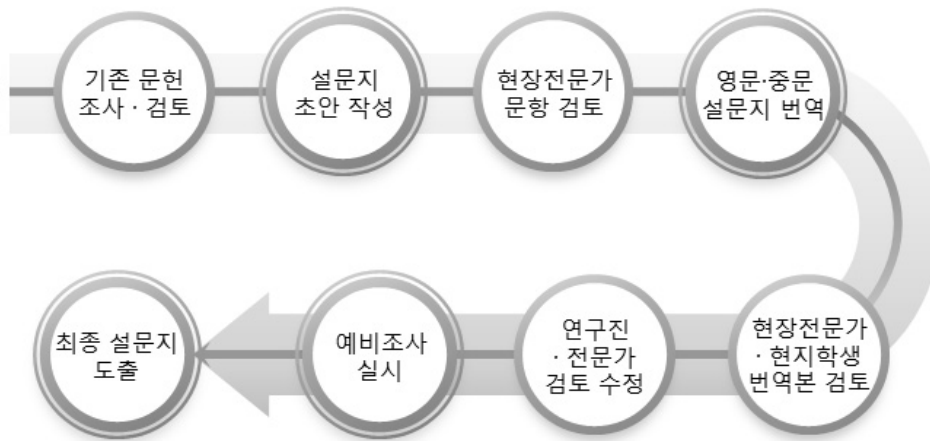 기존 문헌
조사 · 검토
설문지
초안 작성
현장전문가
문항 검토
영문·중문
설문지 번역
현장전문가
· 현지학생
번역본 검토
연구진
· 전문가
검토 수정
예비조사
실시
최종 설문지
도출